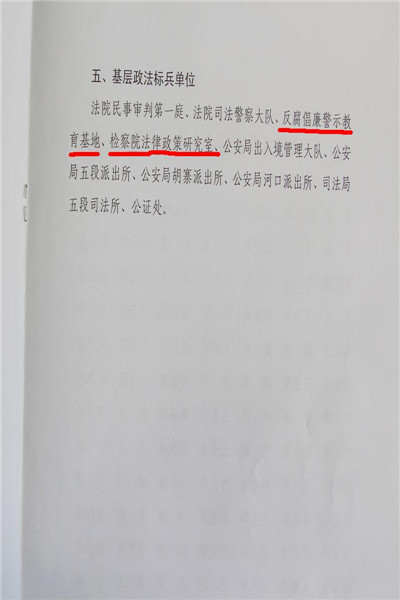 五、基层政法标兵单位
法院民事审判第一庭、法院司法警察大队、反腐倡廉警示教
育基地、检察院法律政策研究室、公安局出入境管理大队、公安
局五段派出所、公安局胡寨派出所、公安局河口派出所、司法局
五段司法所、公证处。